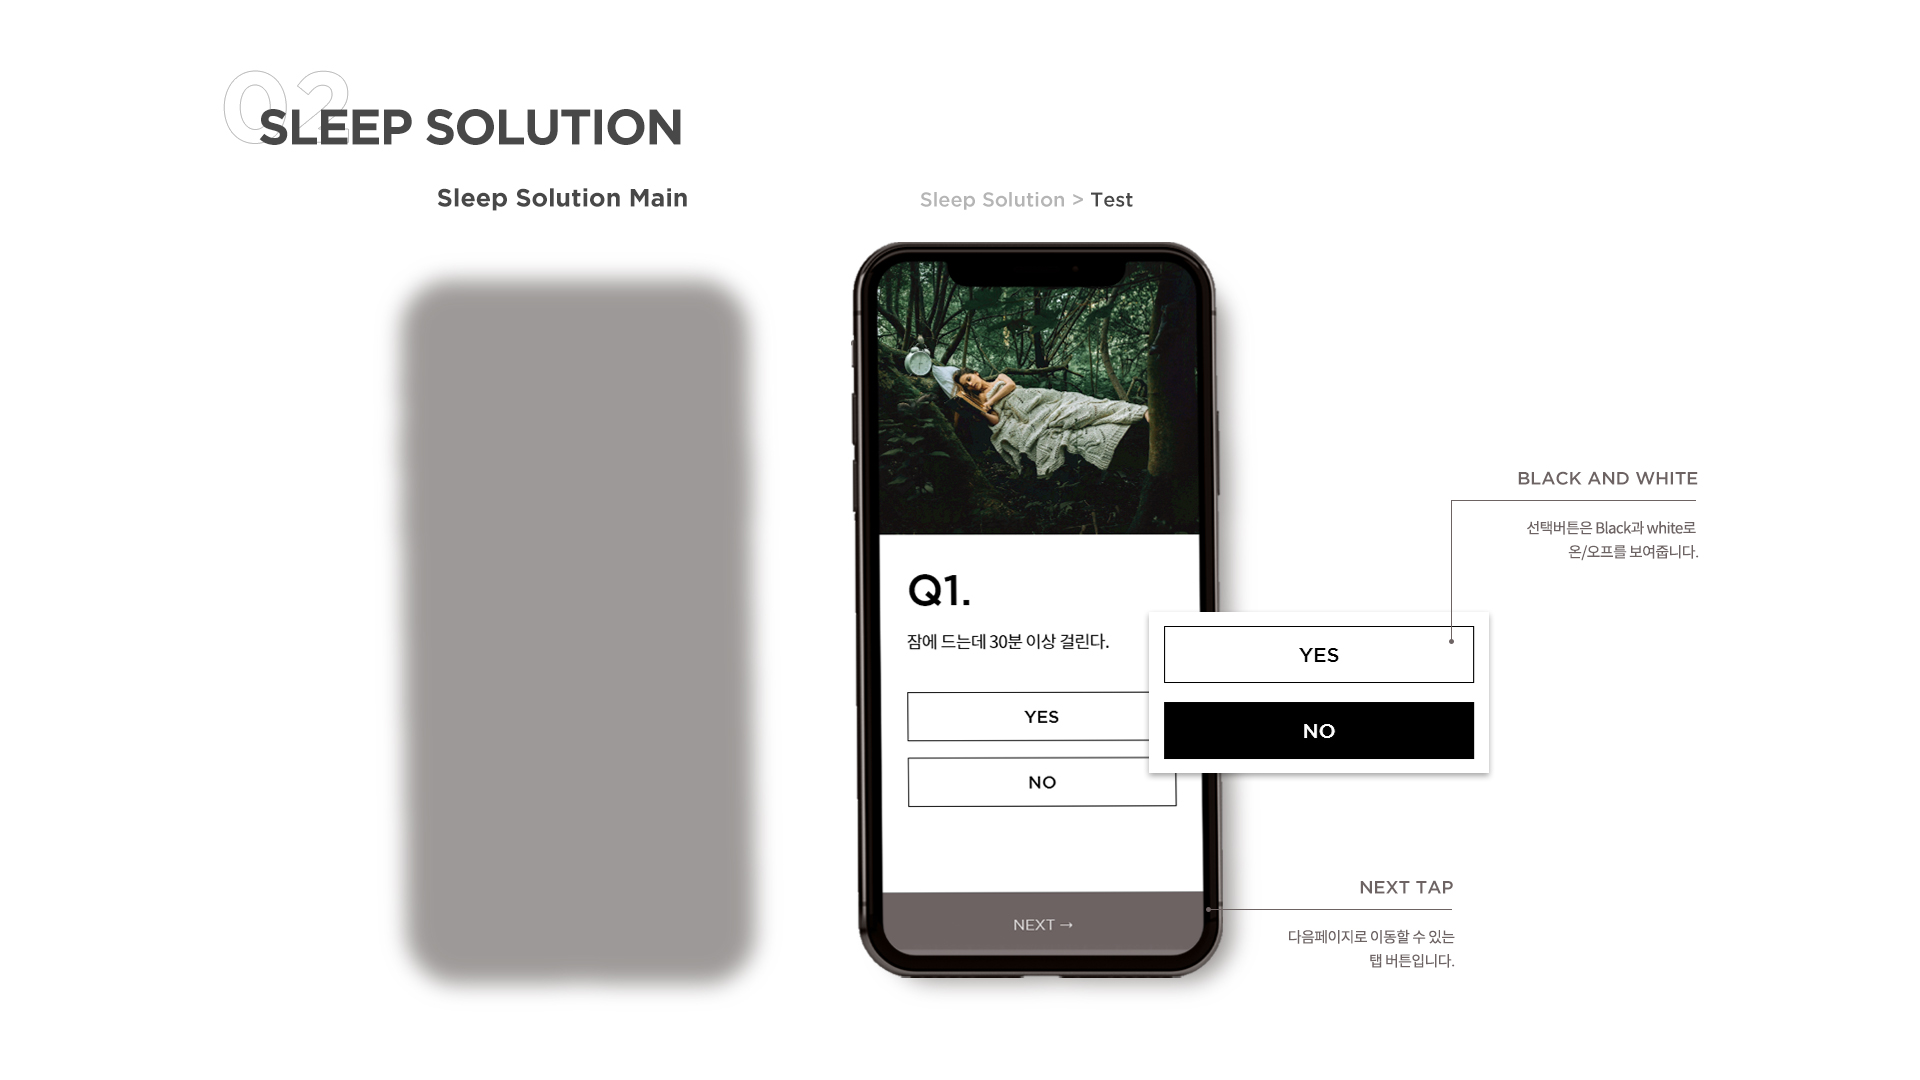 02
SLEEP SOLUTION
Sleep Solution Main
Sleep Solution > Test
Q1.
잠에 드는데 30분 이상 걸린다.
YES
NO
NEXT →
BLACK AND WHITE
선택버튼은 Black과 white로
온/오프를 보여줍니다.
YES
NO
NEXT TAP
다음페이지로 이동할 수 있는
탭 버튼입니다.